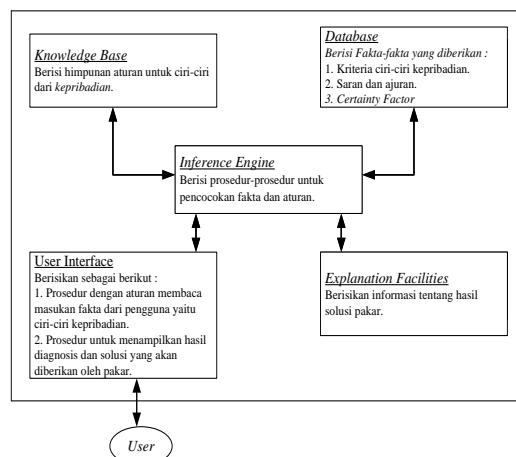 Knowledge Base
Berisi himpunan aturan untuk ciri-ciri
dari kepribadian.
Database
Berisi Fakta-fakta yang diberikan :
1. Kriteria ciri-ciri kepribadian.
2. Saran dan ajuran.
3. Certainty Factor
Inference Engine
Berisi prosedur-prosedur untuk
pencocokan fakta dan aturan.
User Interface
Berisikan sebagai berikut :
1. Prosedur dengan aturan membaca
masukan fakta dari pengguna yaitu
ciri-ciri kepribadian.
2. Prosedur untuk menampilkan hasil
diagnosis dan solusi yang akan
diberikan oleh pakar.
Explanation Facilities
Berisikan informasi tentang hasil
solusi pakar.
User